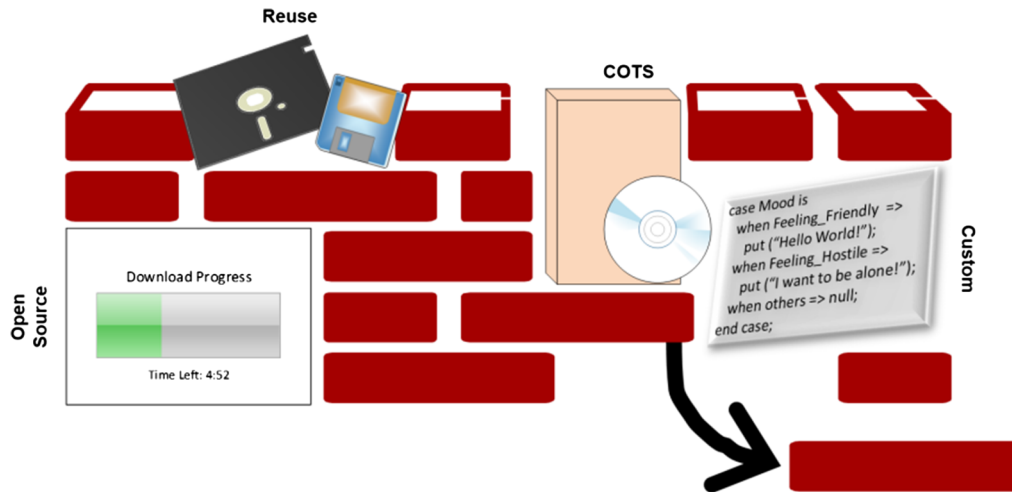 Reuse
COTS
Open
Source
Download Progress
Time Left: 4:52
case Mood is
when Feeling_Friendly =>
put (“Hello World!”);
when Feeling_Hostile =>
put (“I want to be alone!”);
when others => null;
end case;
Custom